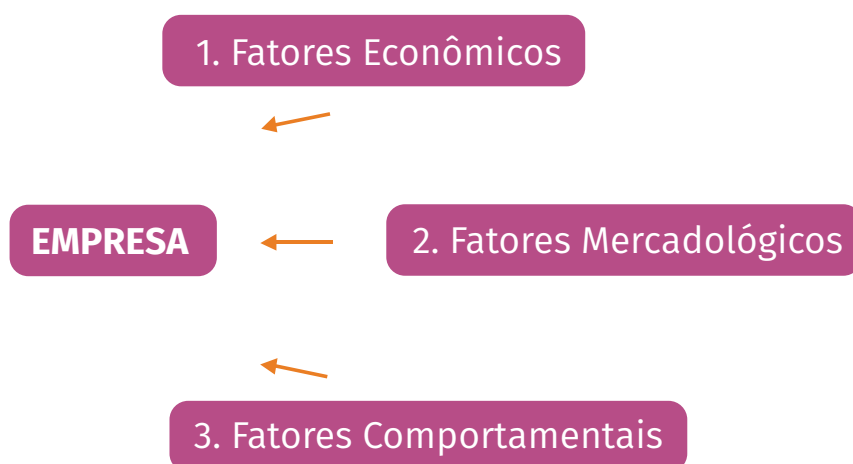 1. Fatores Econômicos
EMPRESA
2. Fatores Mercadológicos
3. Fatores Comportamentais